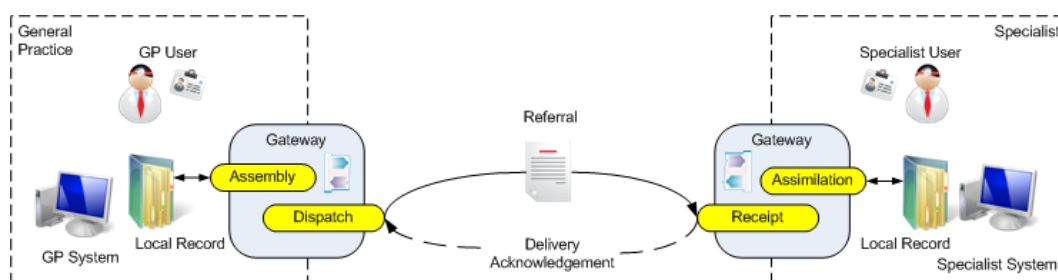 General
Practice
GP User
Gateway
Assembly
Dispatch
GP System
Local Record
Referral
Delivery
Acknowledgement
Specialist
Specialist User
Gateway
Assimilation
Receipt
Local Record
Specialist System